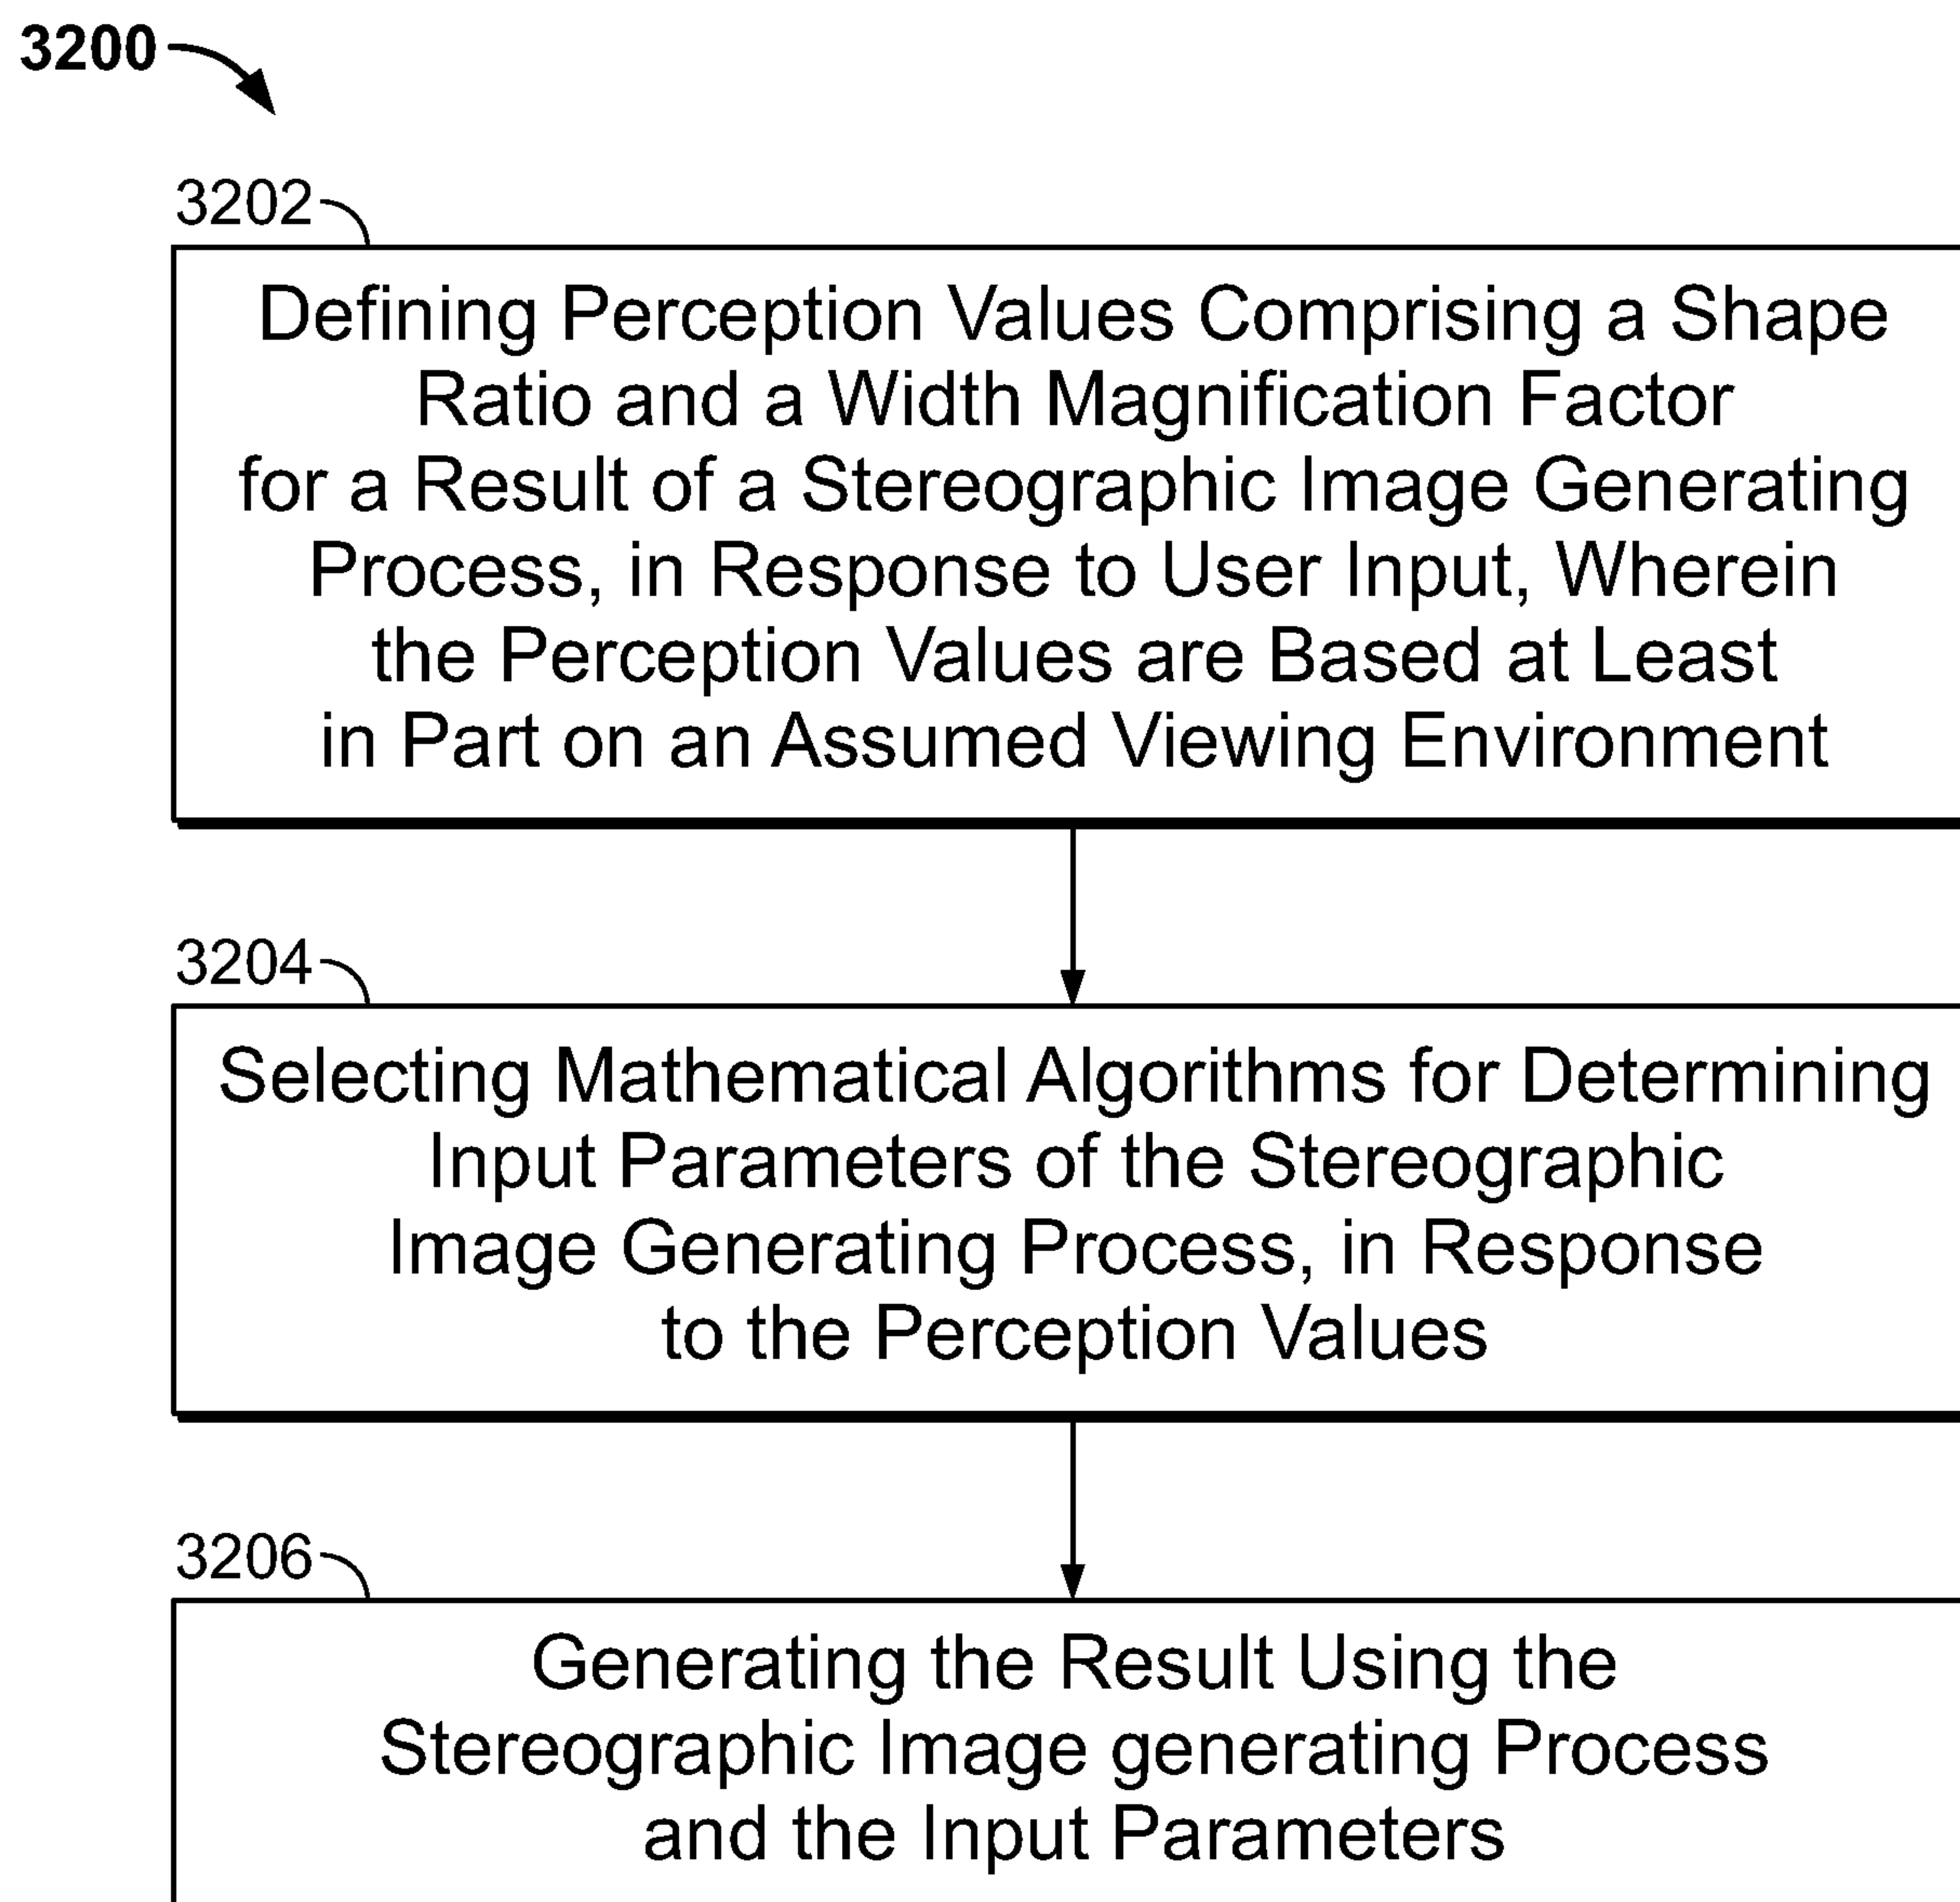 3200
3202
Defining Perception Values Comprising a Shape
Ratio and a Width Magnification Factor
for a Result of a Stereographic Image Generating
Process, in Response to User Input, Wherein
the Perception Values are Based at Least
in Part on an Assumed Viewing Environment
3204
Selecting Mathematical Algorithms for Determining
Input Parameters of the Stereographic
Image Generating Process, in Response
to the Perception Values
3206
Generating the Result Using the
Stereographic Image generating Process
and the Input Parameters